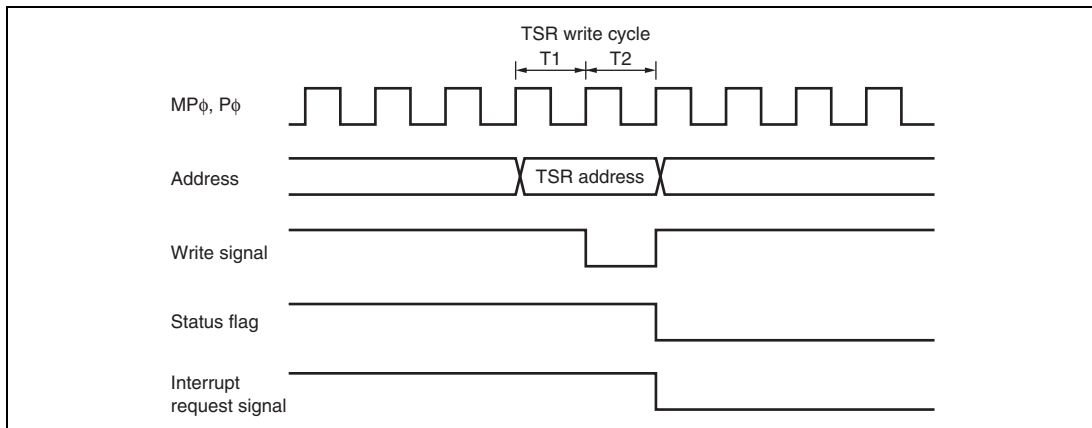 TSR write cycle
T1 T2
MPφ, Pφ
Address
TSR address
Write signal
Status flag
Interrupt
request signal